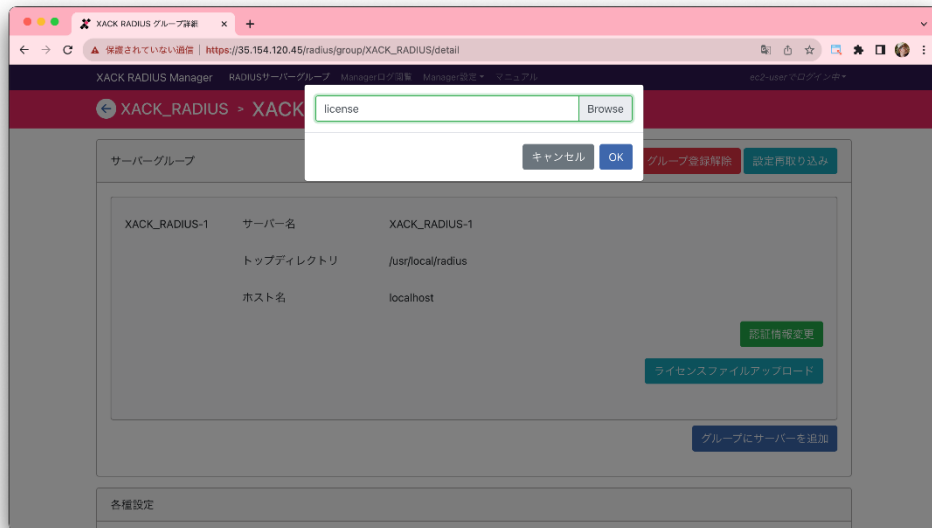 XACK RADIUS グループ詳細
保護されていない通信 | https://35.154.120.45/radius/group/XACK_RADIUS/detail
XACK RADIUS Manager RADIUSサーバーグループ Managerログ閲覧 Manager設定 マニュアル ec2-userでログイン中
XACK_RADIUS > XACK
license Browse
キャンセル OK
サーバーグループ グループ登録解除 設定再取り込み
XACK_RADIUS-1 サーバー名 XACK_RADIUS-1
トップディレクトリ /usr/local/radius
ホスト名 localhost
認証情報変更
ライセンスファイルアップロード
グループにサーバーを追加
各種設定